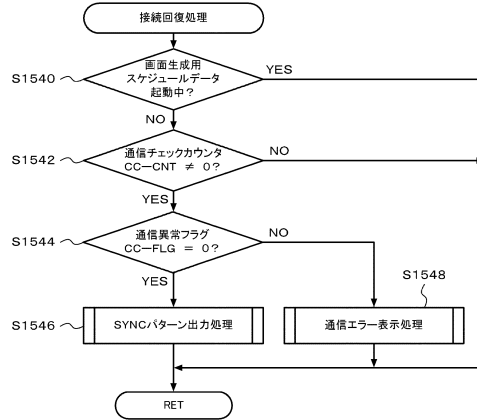 接続回復処理
S1540
画面生成用
スケジュールデータ
起動中？
YES
NO
S1542
通信チェックカウンタ
CC－CNT ≠ 0？
NO
YES
S1544
通信異常フラグ
CC－FLG = 0？
NO
YES
S1548
S1546
SYNCパターン出力処理
通信エラー表示処理
RET